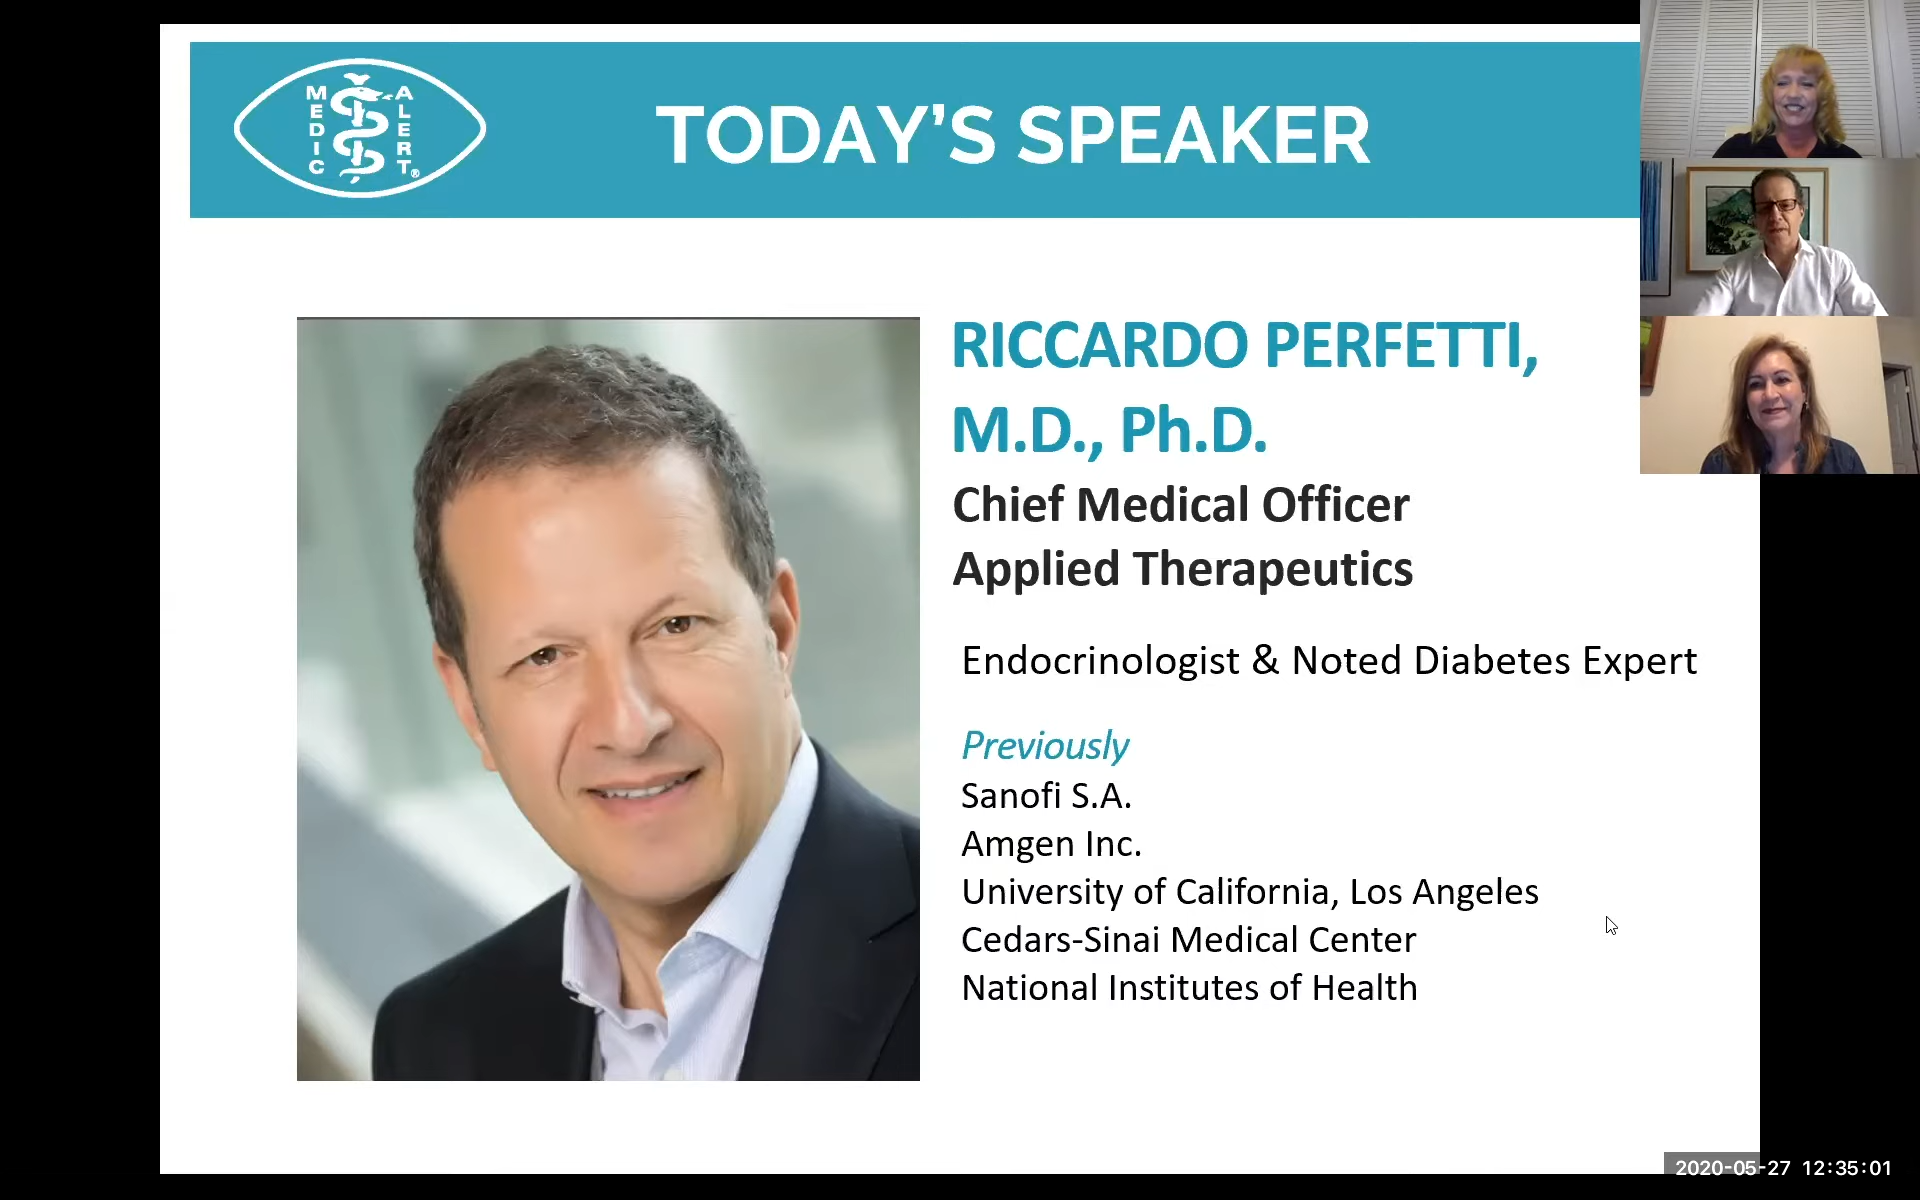 MEDIC ALERT®
TODAY'S SPEAKER
RICCARDO PERFETTI,
M.D., Ph.D.
Chief Medical Officer
Applied Therapeutics
Endocrinologist & Noted Diabetes Expert
Previously
Sanofi S.A.
Amgen Inc.
University of California, Los Angeles
Cedars-Sinai Medical Center
National Institutes of Health
2020-05-27 12:35:01